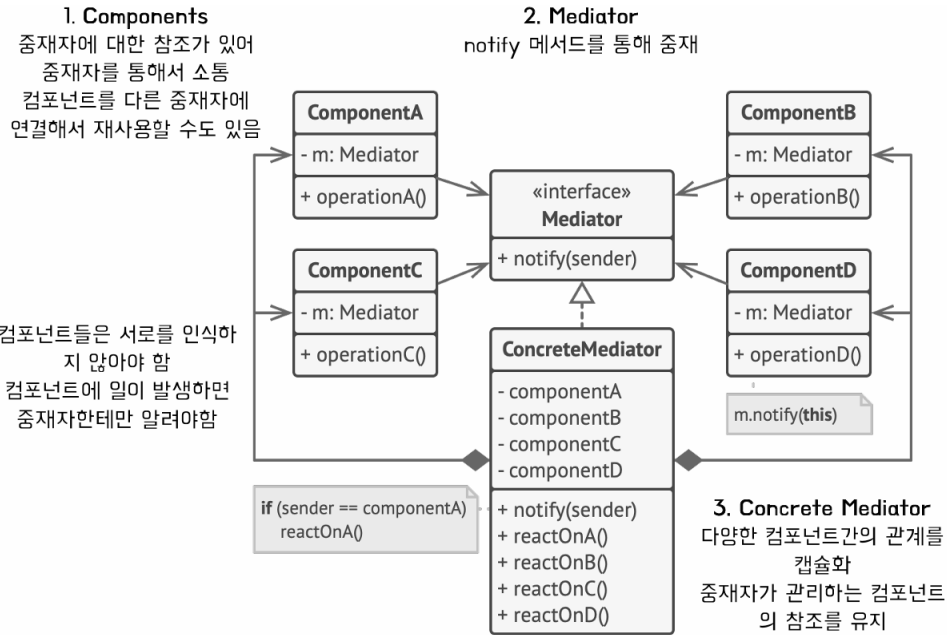 1. Components
중재자에 대한 참조가 있어
중재자를 통해서 소통
컴포넌트를 다른 중재자에
연결해서 재사용할 수도 있음
2. Mediator
notify 메서드를 통해 중재
ComponentA
- m: Mediator
+ operationA()
«interface»
Mediator
+ notify(sender)
ComponentB
- m: Mediator
+ operationB()
ComponentC
- m: Mediator
+ operationC()
ComponentD
- m: Mediator
+ operationD()
m.notify(this)
컴포넌트들은 서로를 인식하
지 않아야 함
컴포넌트에 일이 발생하면
중재자한테만 알려야함
ConcreteMediator
- componentA
- componentB
- componentC
- componentD
+ notify(sender)
+ reactOnA()
+ reactOnB()
+ reactOnC()
+ reactOnD()
if (sender == componentA)
reactOnA()
3. Concrete Mediator
다양한 컴포넌트간의 관계를
캡슐화
중재자가 관리하는 컴포넌트
의 참조를 유지